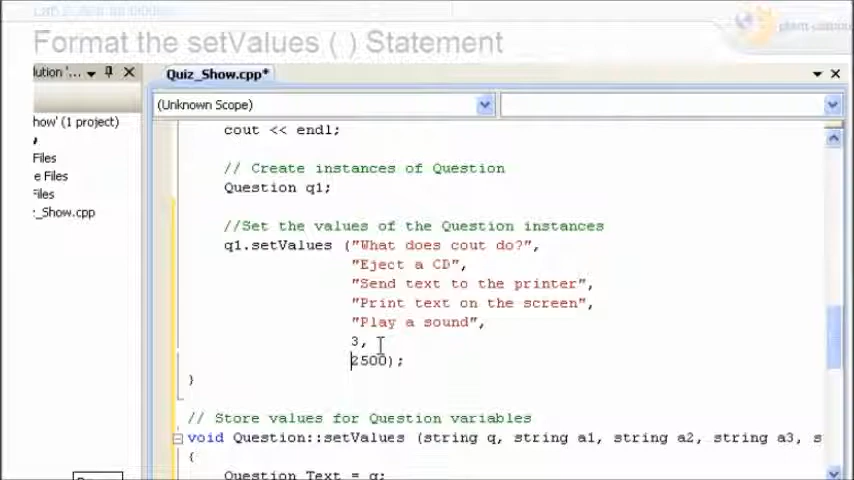 Format the setValues ( ) Statement
lution '...
Quiz_Show.cpp*
(Unknown Scope)
how' (1 project)
Files
e Files
Files
z_Show.cpp
cout << endl;
// Create instances of Question
Question q1;
//Set the values of the Question instances
q1.setValues ("What does cout do?",
"Eject a CD",
"Send text to the printer",
"Print text on the screen",
"Play a sound",
3,
2500);
}
// Store values for Question variables
void Question::setValues (string q, string a1, string a2, string a3, s
{
Question_Text = q;